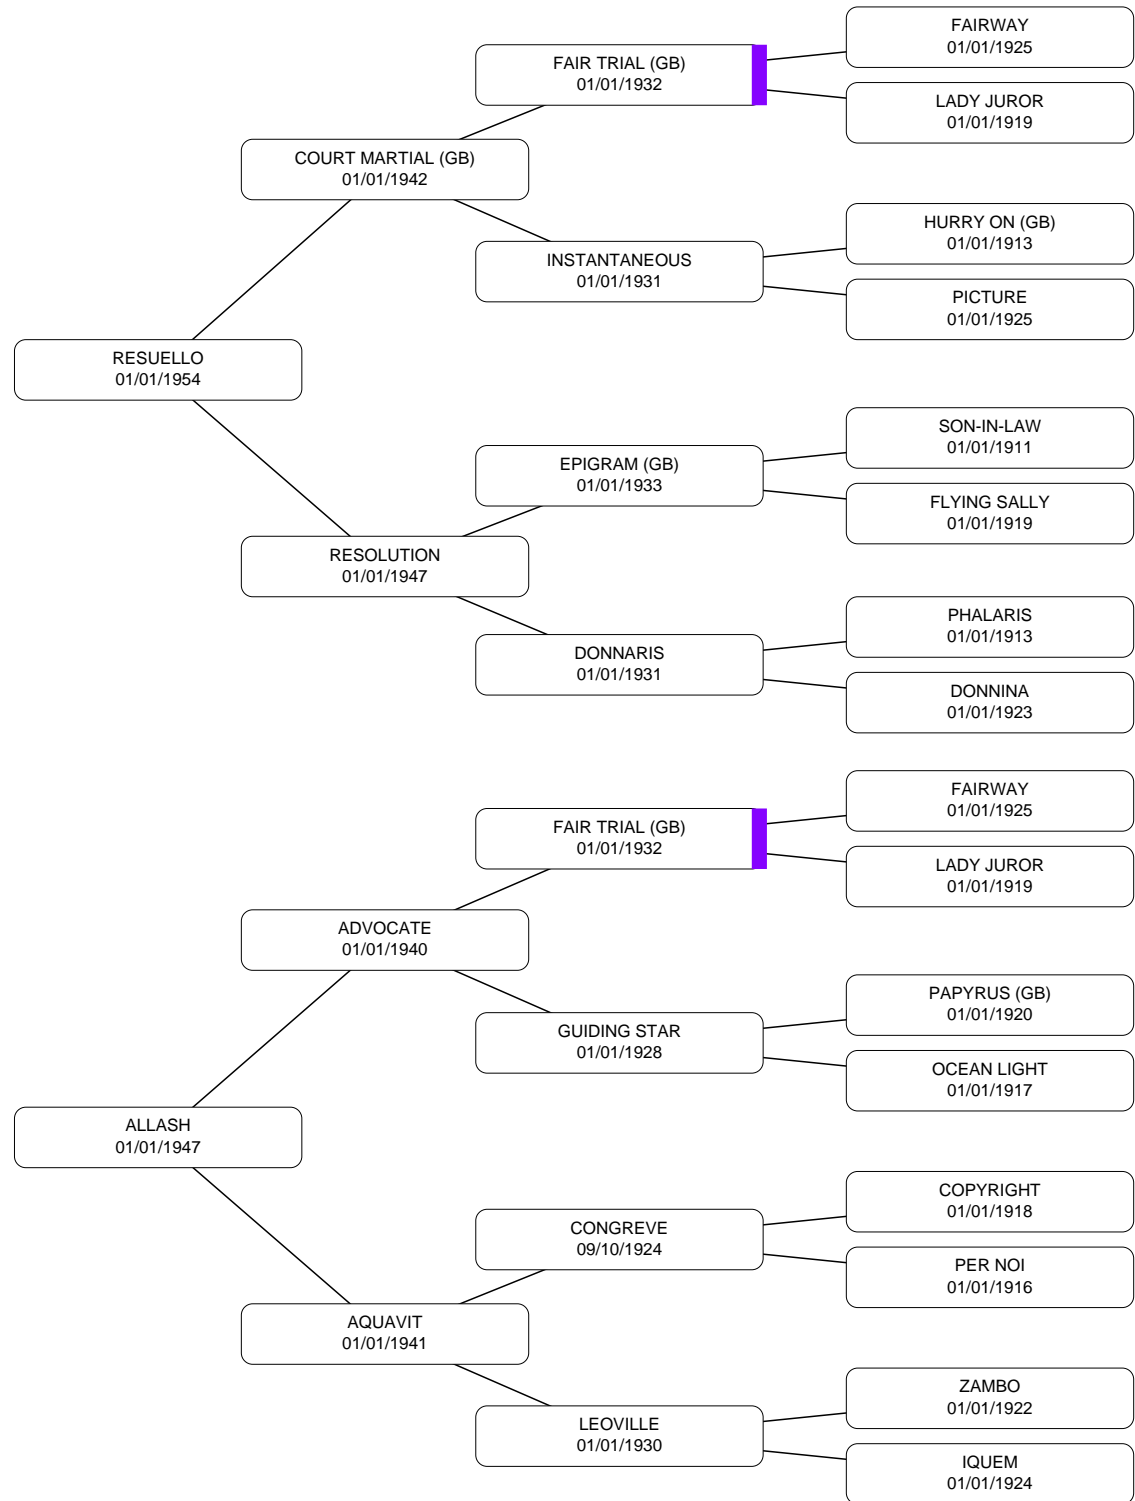 FAIRWAY
01/01/1925
FAIR TRIAL (GB)
01/01/1932
LADY JUROR
01/01/1919
COURT MARTIAL (GB)
01/01/1942
HURRY ON (GB)
01/01/1913
INSTANTANEOUS
01/01/1931
PICTURE
01/01/1925
RESUELLO
01/01/1954
SON-IN-LAW
01/01/1911
EPIGRAM (GB)
01/01/1933
FLYING SALLY
01/01/1919
RESOLUTION
01/01/1947
PHALARIS
01/01/1913
DONNARIS
01/01/1931
DONNINA
01/01/1923
FAIRWAY
01/01/1925
FAIR TRIAL (GB)
01/01/1932
LADY JUROR
01/01/1919
ADVOCATE
01/01/1940
PAPYRUS (GB)
01/01/1920
GUIDING STAR
01/01/1928
OCEAN LIGHT
01/01/1917
ALLASH
01/01/1947
COPYRIGHT
01/01/1918
CONGREVE
09/10/1924
PER NOI
01/01/1916
AQUAVIT
01/01/1941
ZAMBO
01/01/1922
LEOVILLE
01/01/1930
IQUEM
01/01/1924